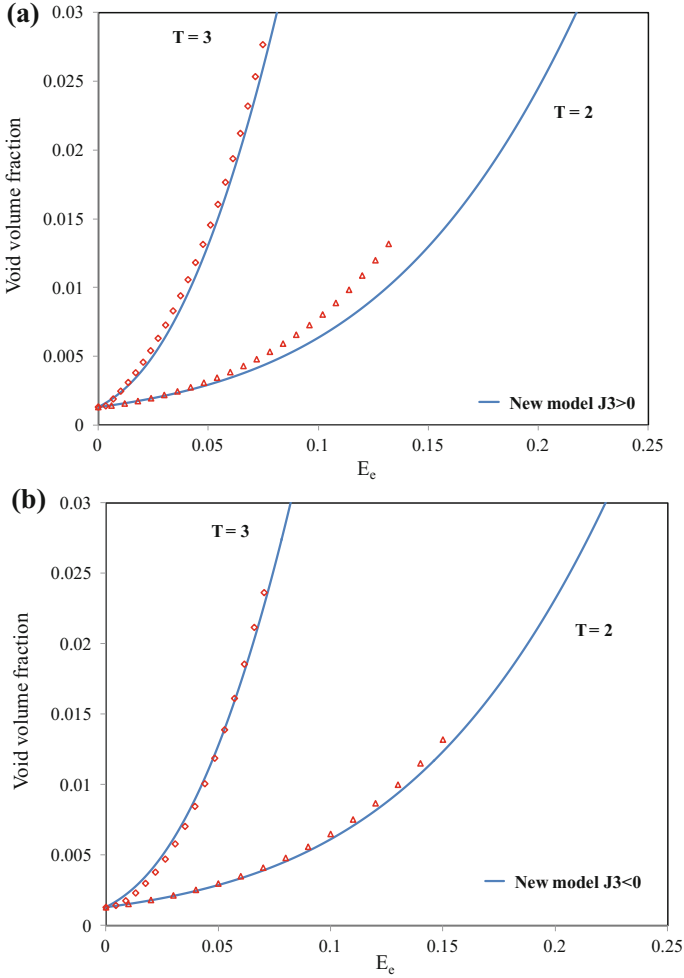 (a)
0.03
T = 3
0.025
T = 2
0.02
Void volume fraction
0.015
0.01
0.005
New model J3>0
0
0 0.05 0.1 0.15 0.2 0.25
E_e
(b)
0.03
T = 3
0.025
T = 2
0.02
Void volume fraction
0.015
0.01
0.005
New model J3<0
0
0 0.05 0.1 0.15 0.2 0.25
E_e